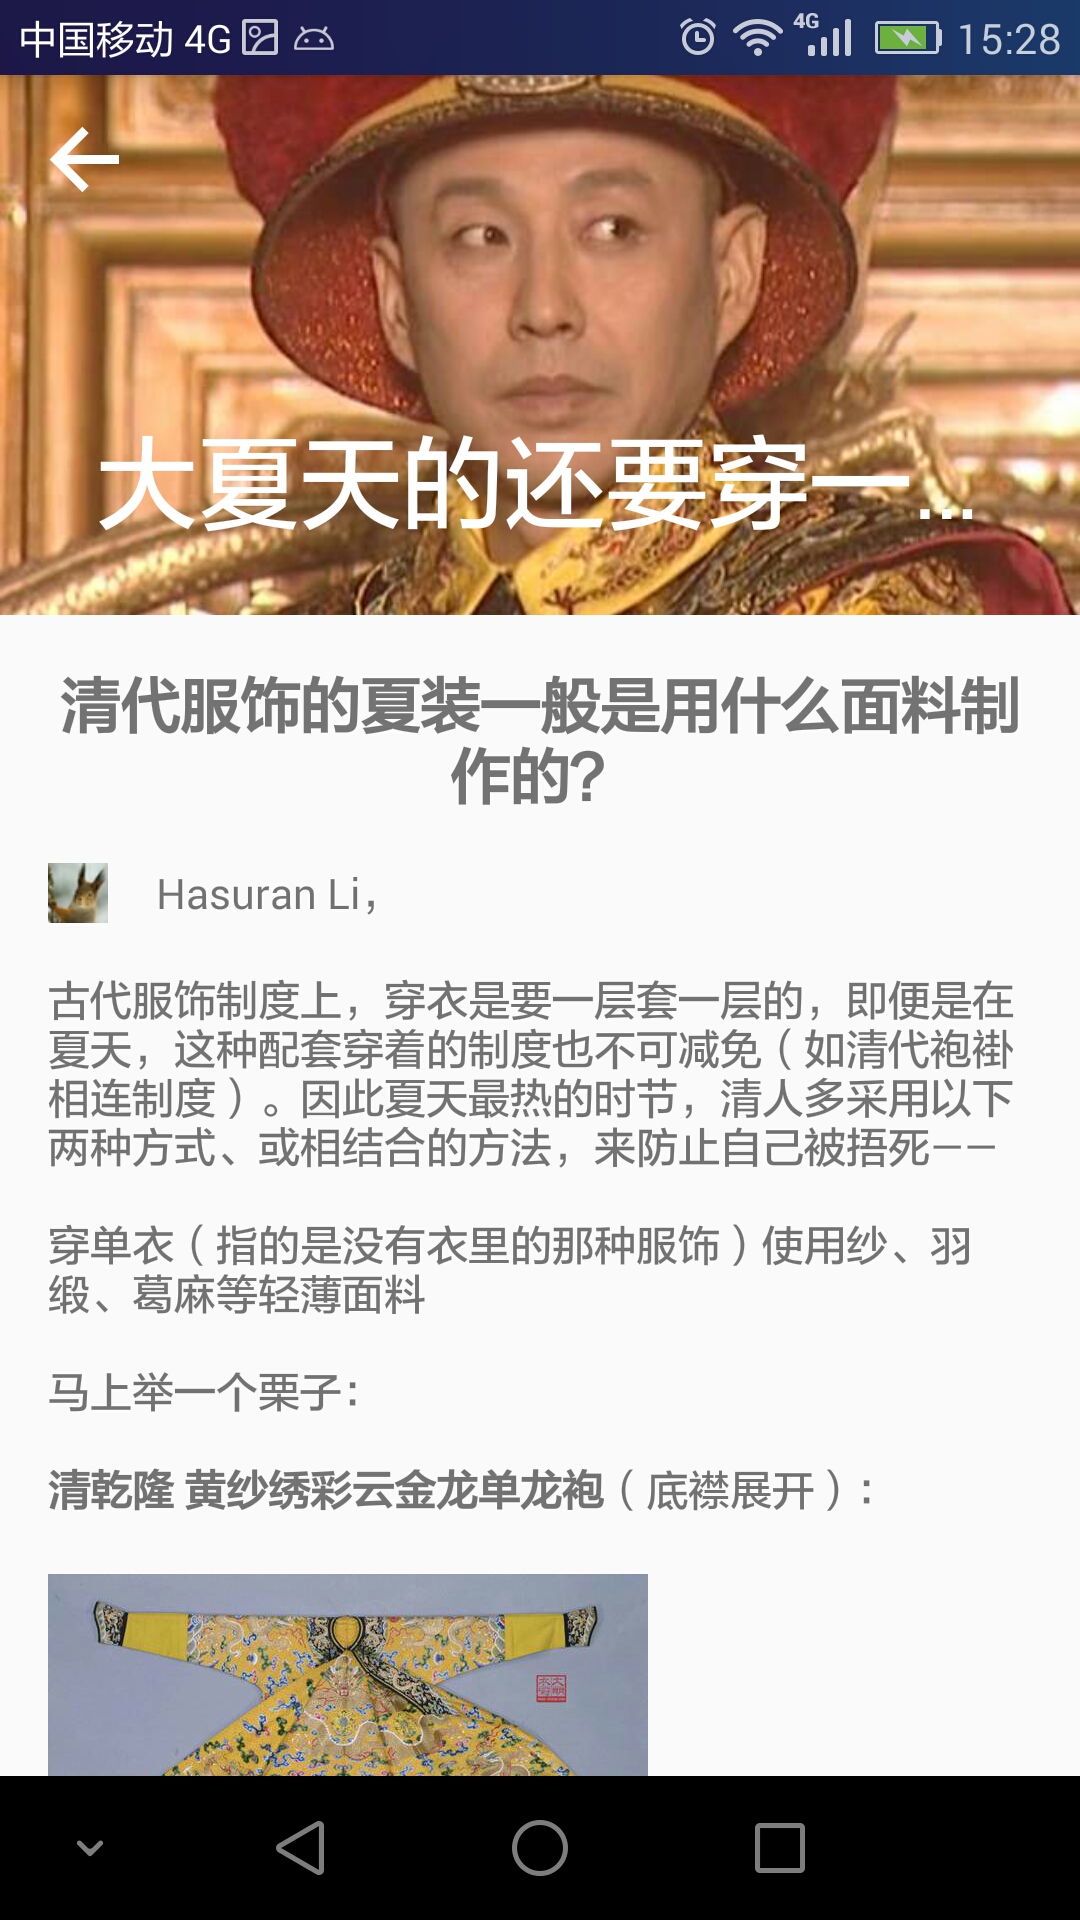 中国移动 4G 4G 15:28
大夏天的还要穿一...
清代服饰的夏装一般是用什么面料制
作的？
Hasuran Li，
古代服饰制度上，穿衣是要一层套一层的，即便是在
夏天，这种配套穿着的制度也不可减免（如清代袍褂
相连制度）。因此夏天最热的时节，清人多采用以下
两种方式、或相结合的方法，来防止自己被捂死——
穿单衣（指的是没有衣里的那种服饰）使用纱、羽
缎、葛麻等轻薄面料
马上举一个栗子：
清乾隆 黄纱绣彩云金龙单龙袍（底襟展开）：